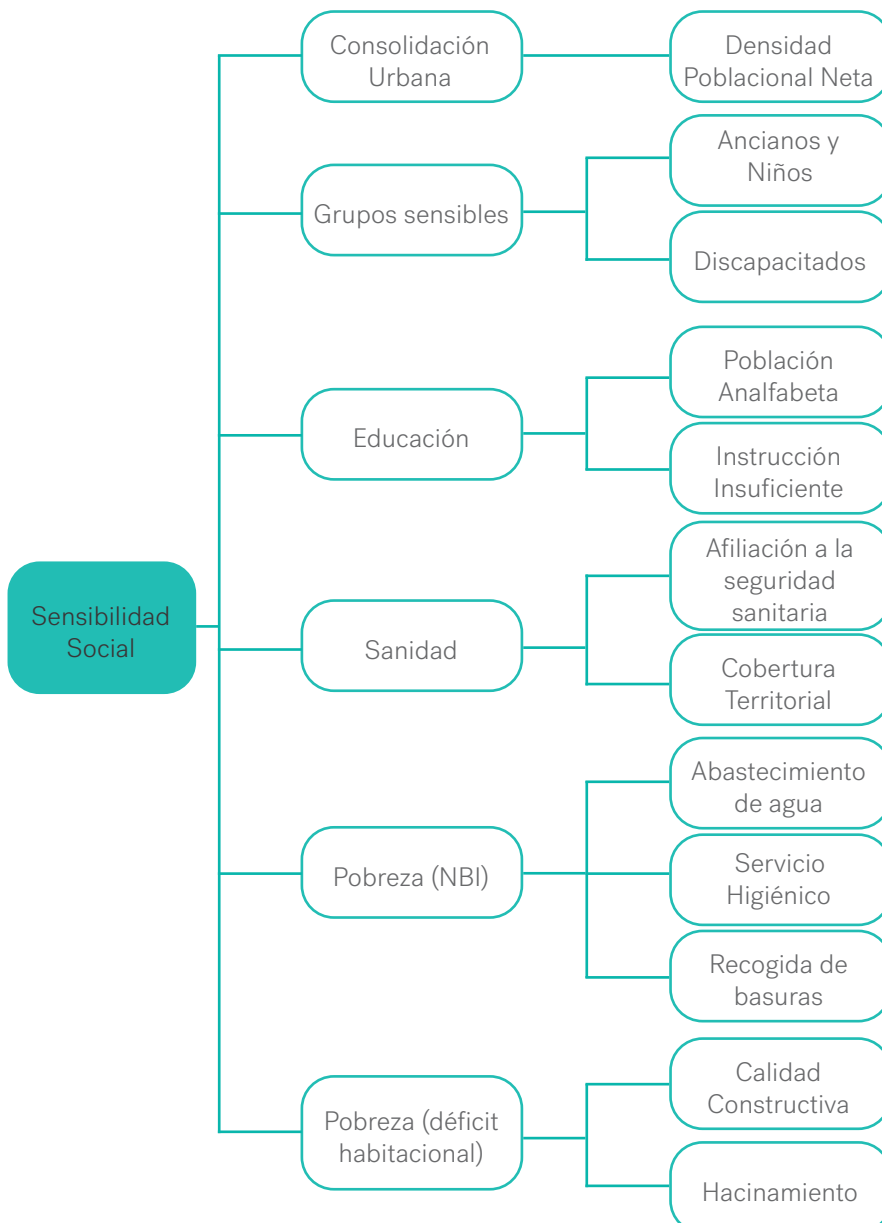 Consolidación
Urbana
Densidad
Poblacional Neta
Grupos sensibles
Ancianos y
Niños
Discapacitados
Educación
Población
Analfabeta
Instrucción
Insuficiente
Sensibilidad
Social
Sanidad
Afiliación a la
seguridad
sanitaria
Cobertura
Territorial
Pobreza (NBI)
Abastecimiento
de agua
Servicio
Higiénico
Recogida de
basuras
Pobreza (déficit
habitacional)
Calidad
Constructiva
Hacinamiento